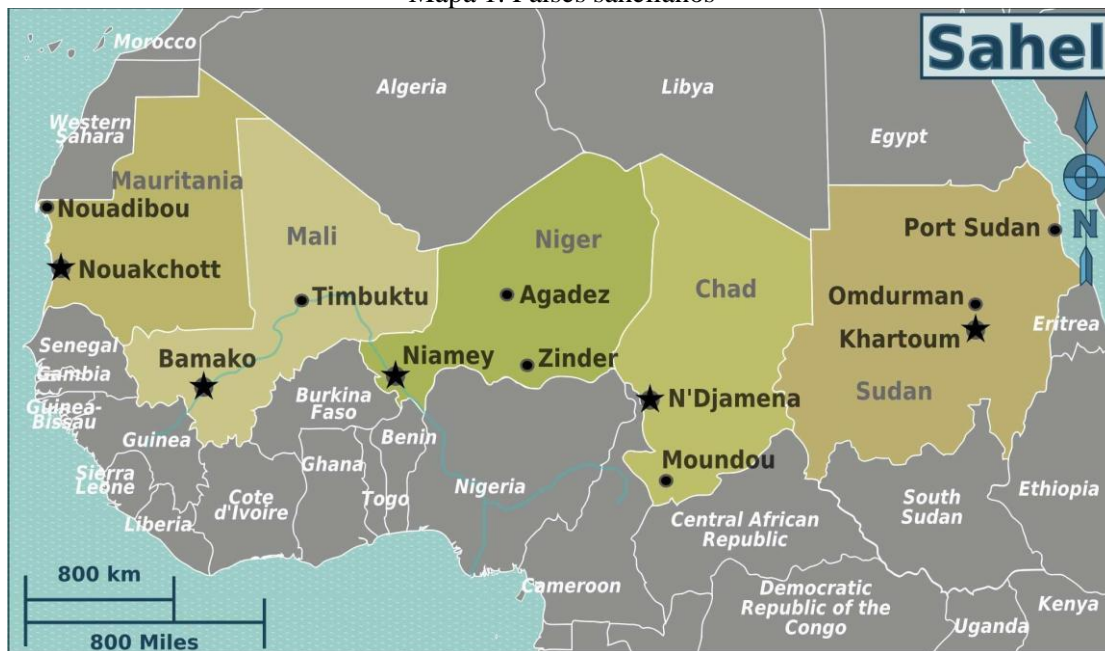 Mapa 1: Países sahelianos
Sahel
Morocco
Algeria
Libya
Egypt
Western
Sahara
Mauritania
Nouadibou
Nouakchott
Mali
Timbuktu
Bamako
Niger
Agadez
Niamey
Zinder
Chad
N'Djamena
Moundou
Port Sudan
Omdurman
Khartoum
Sudan
Eritrea
N
Senegal
Gambia
Guinea-
Bissau
Guinea
Sierra
Leone
Liberia
Cote
d'Ivoire
Burkina
Faso
Ghana
Togo
Benin
Nigeria
Cameroon
Central African
Republic
South
Sudan
Ethiopia
Democratic
Republic of the
Congo
Uganda
Kenya
800 km
800 Miles